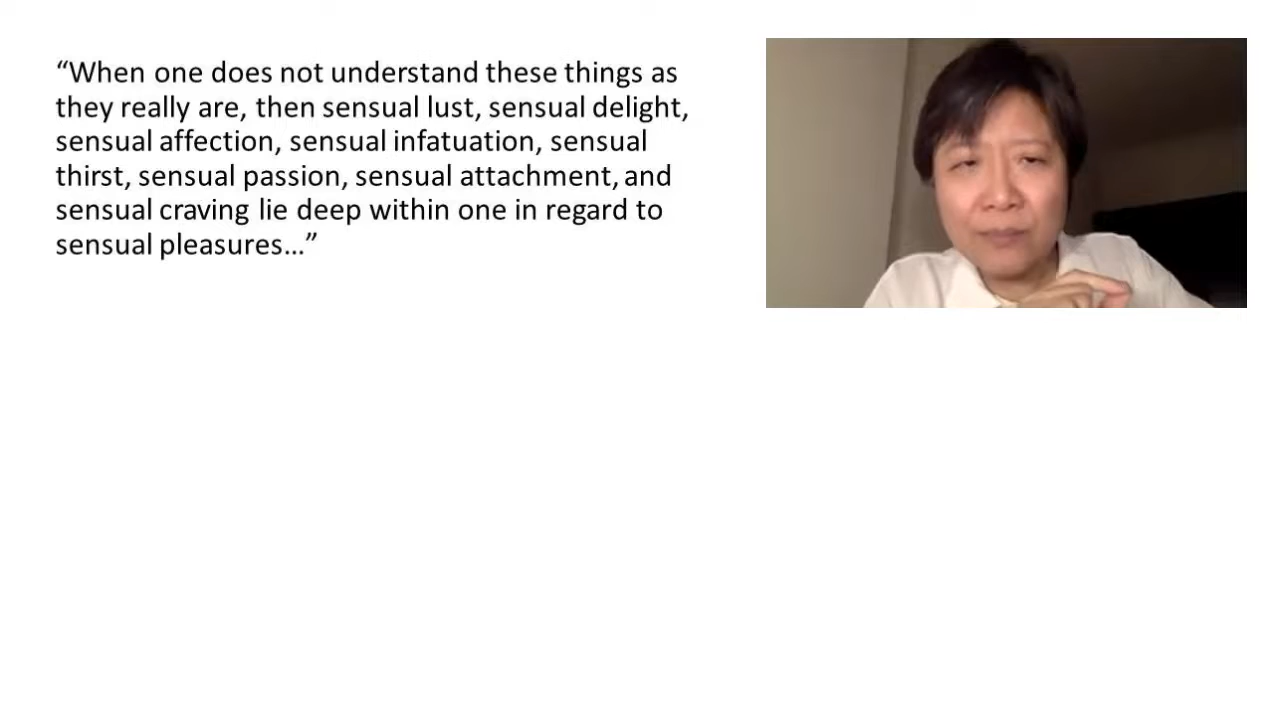 “When one does not understand these things as
they really are, then sensual lust, sensual delight,
sensual affection, sensual infatuation, sensual
thirst, sensual passion, sensual attachment, and
sensual craving lie deep within one in regard to
sensual pleasures…”